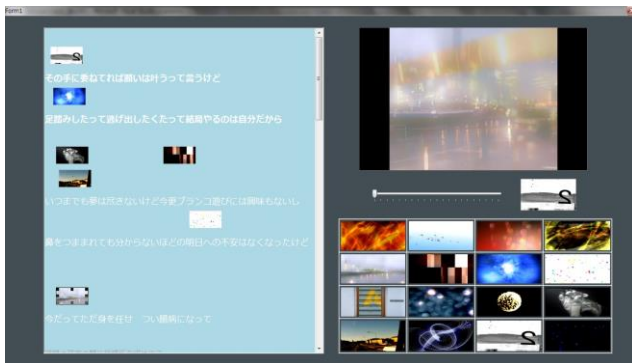 Form1
その手に委ねてれば願いは叶うって言うけど
足踏みしたって逃げ出したくたって結局やるのは自分だから
いつまでも夢は尽きないけど今更ブランコ遊びには興味もないし
鼻をつままれても分からないほどの明日への不安はなくなったけど
今だってただ身を任せ つい臆病になって